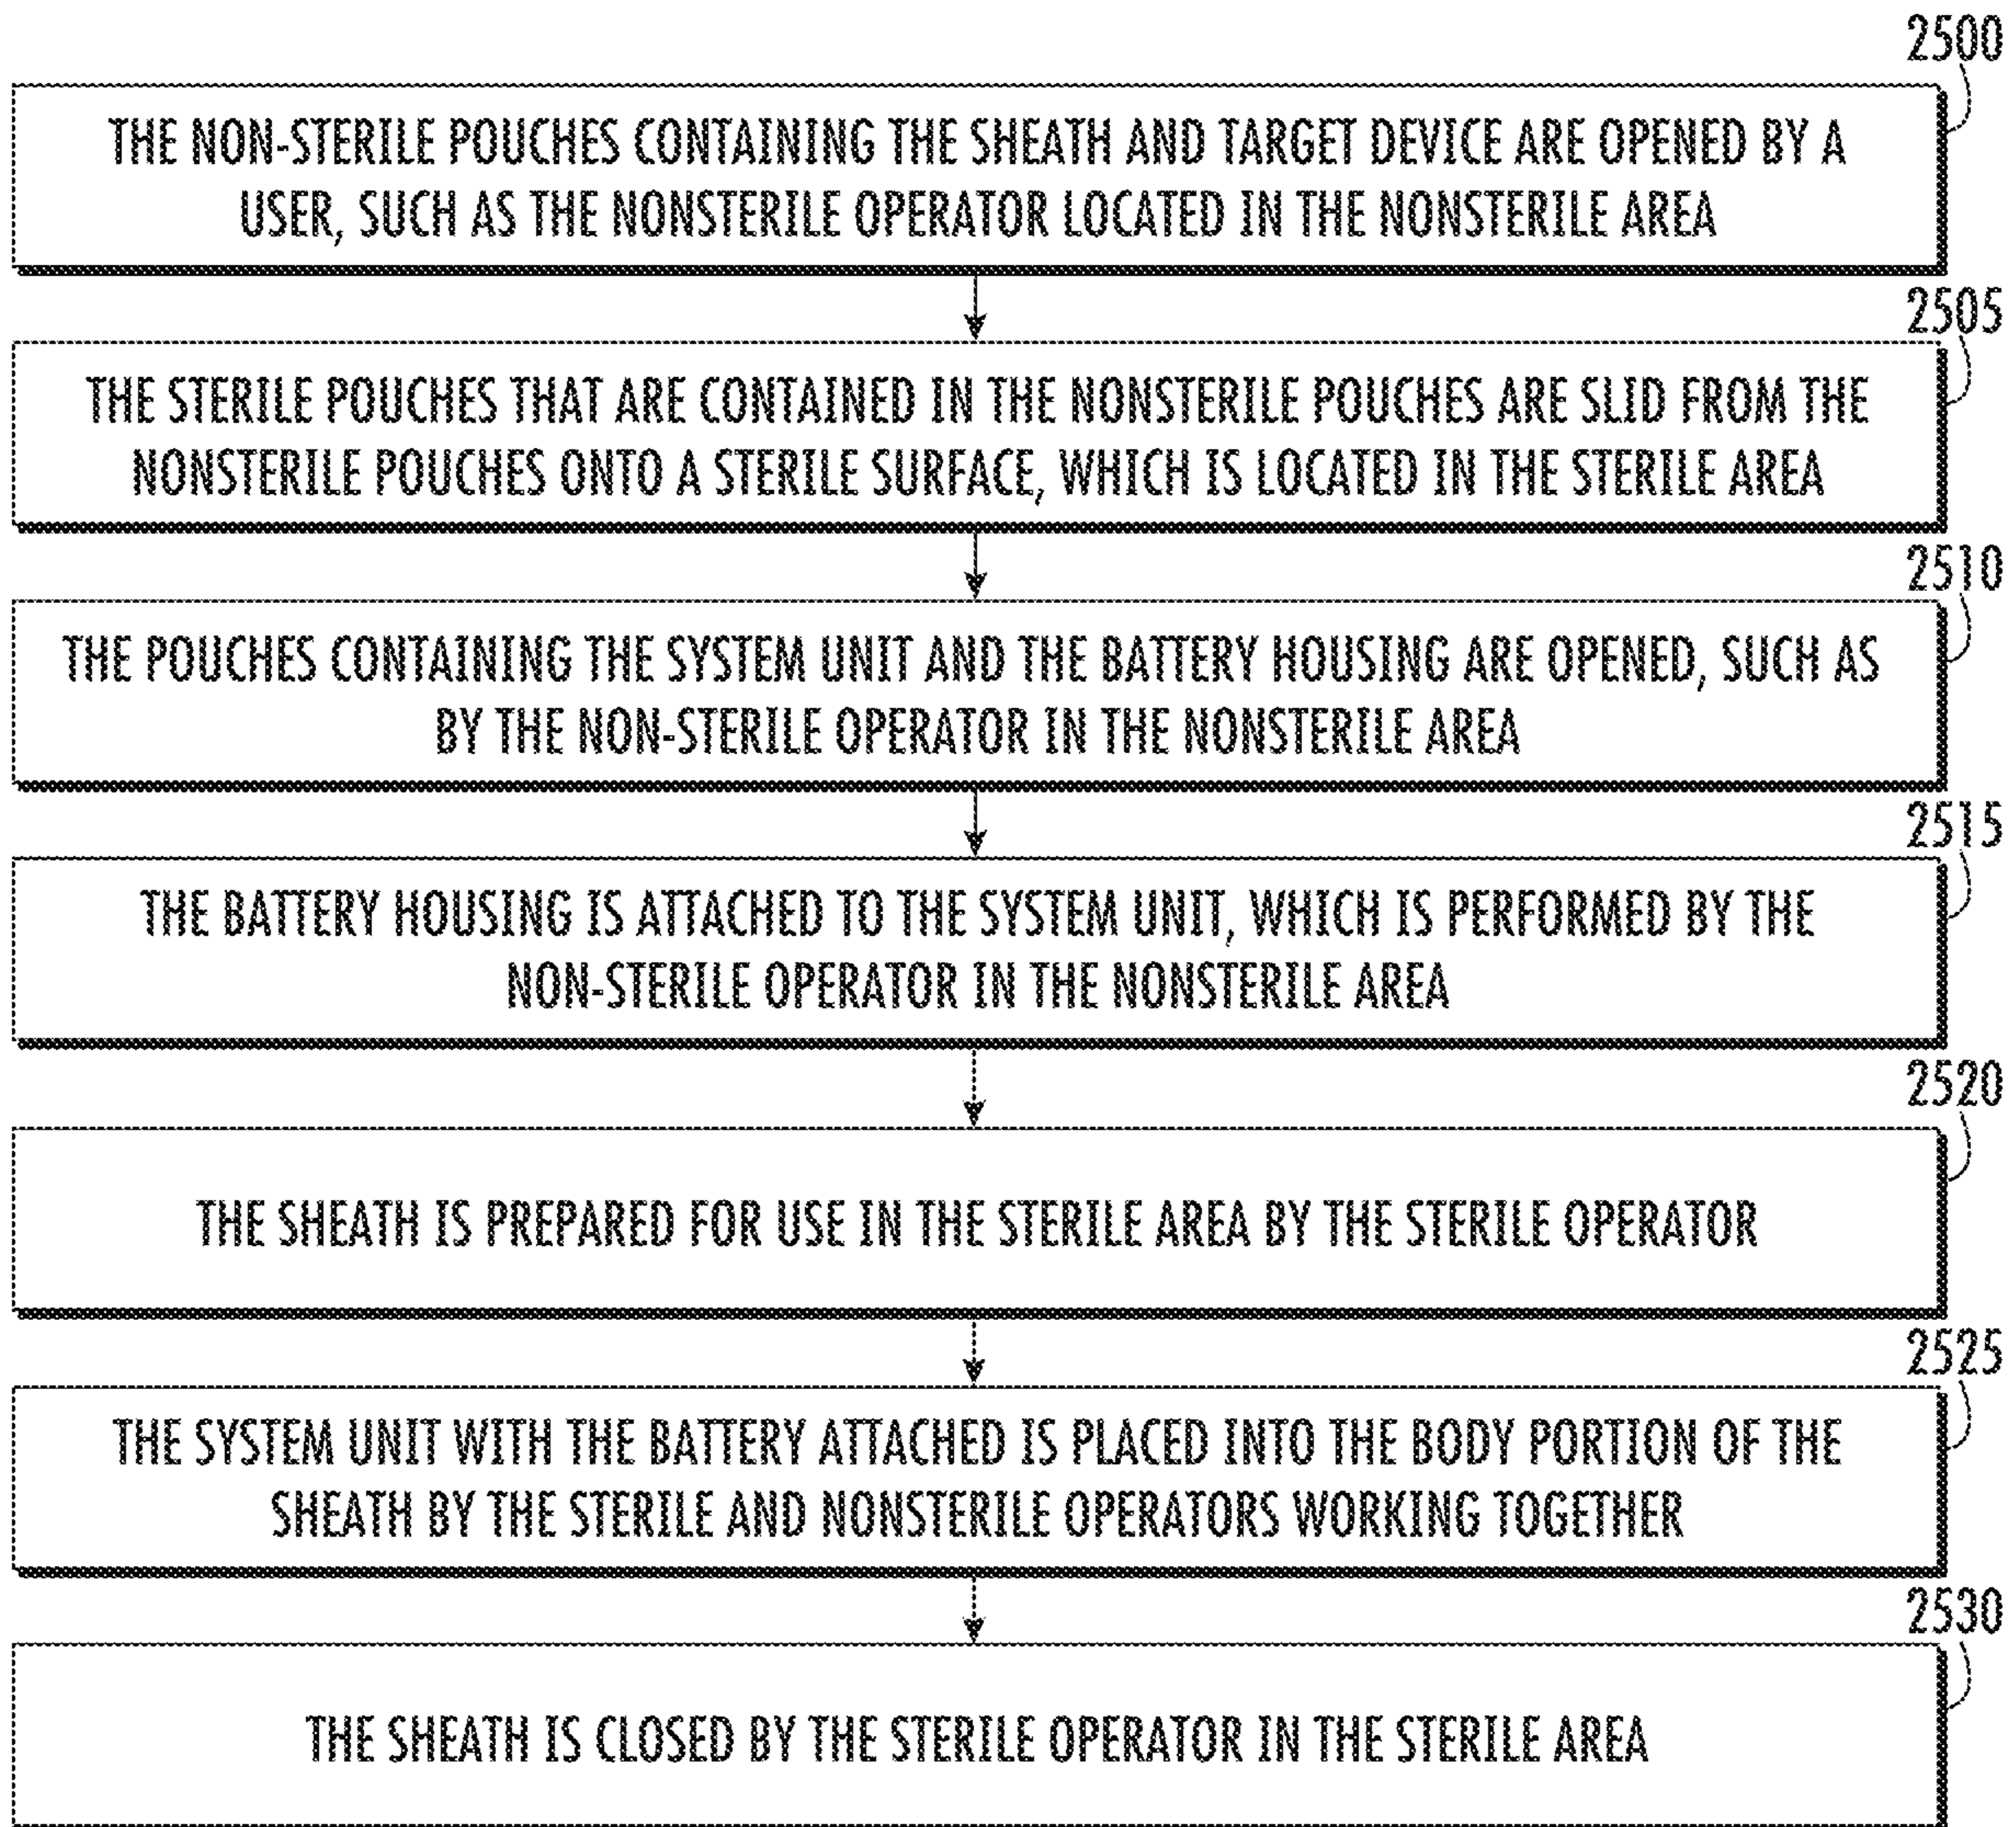 2500
THE NON-STERILE POUCHES CONTAINING THE SHEATH AND TARGET DEVICE ARE OPENED BY A
USER, SUCH AS THE NONSTERILE OPERATOR LOCATED IN THE NONSTERILE AREA
2505
THE STERILE POUCHES THAT ARE CONTAINED IN THE NONSTERILE POUCHES ARE SLID FROM THE
NONSTERILE POUCHES ONTO A STERILE SURFACE, WHICH IS LOCATED IN THE STERILE AREA
2510
THE POUCHES CONTAINING THE SYSTEM UNIT AND THE BATTERY HOUSING ARE OPENED, SUCH AS
BY THE NON-STERILE OPERATOR IN THE NONSTERILE AREA
2515
THE BATTERY HOUSING IS ATTACHED TO THE SYSTEM UNIT, WHICH IS PERFORMED BY THE
NON-STERILE OPERATOR IN THE NONSTERILE AREA
2520
THE SHEATH IS PREPARED FOR USE IN THE STERILE AREA BY THE STERILE OPERATOR
2525
THE SYSTEM UNIT WITH THE BATTERY ATTACHED IS PLACED INTO THE BODY PORTION OF THE
SHEATH BY THE STERILE AND NONSTERILE OPERATORS WORKING TOGETHER
2530
THE SHEATH IS CLOSED BY THE STERILE OPERATOR IN THE STERILE AREA